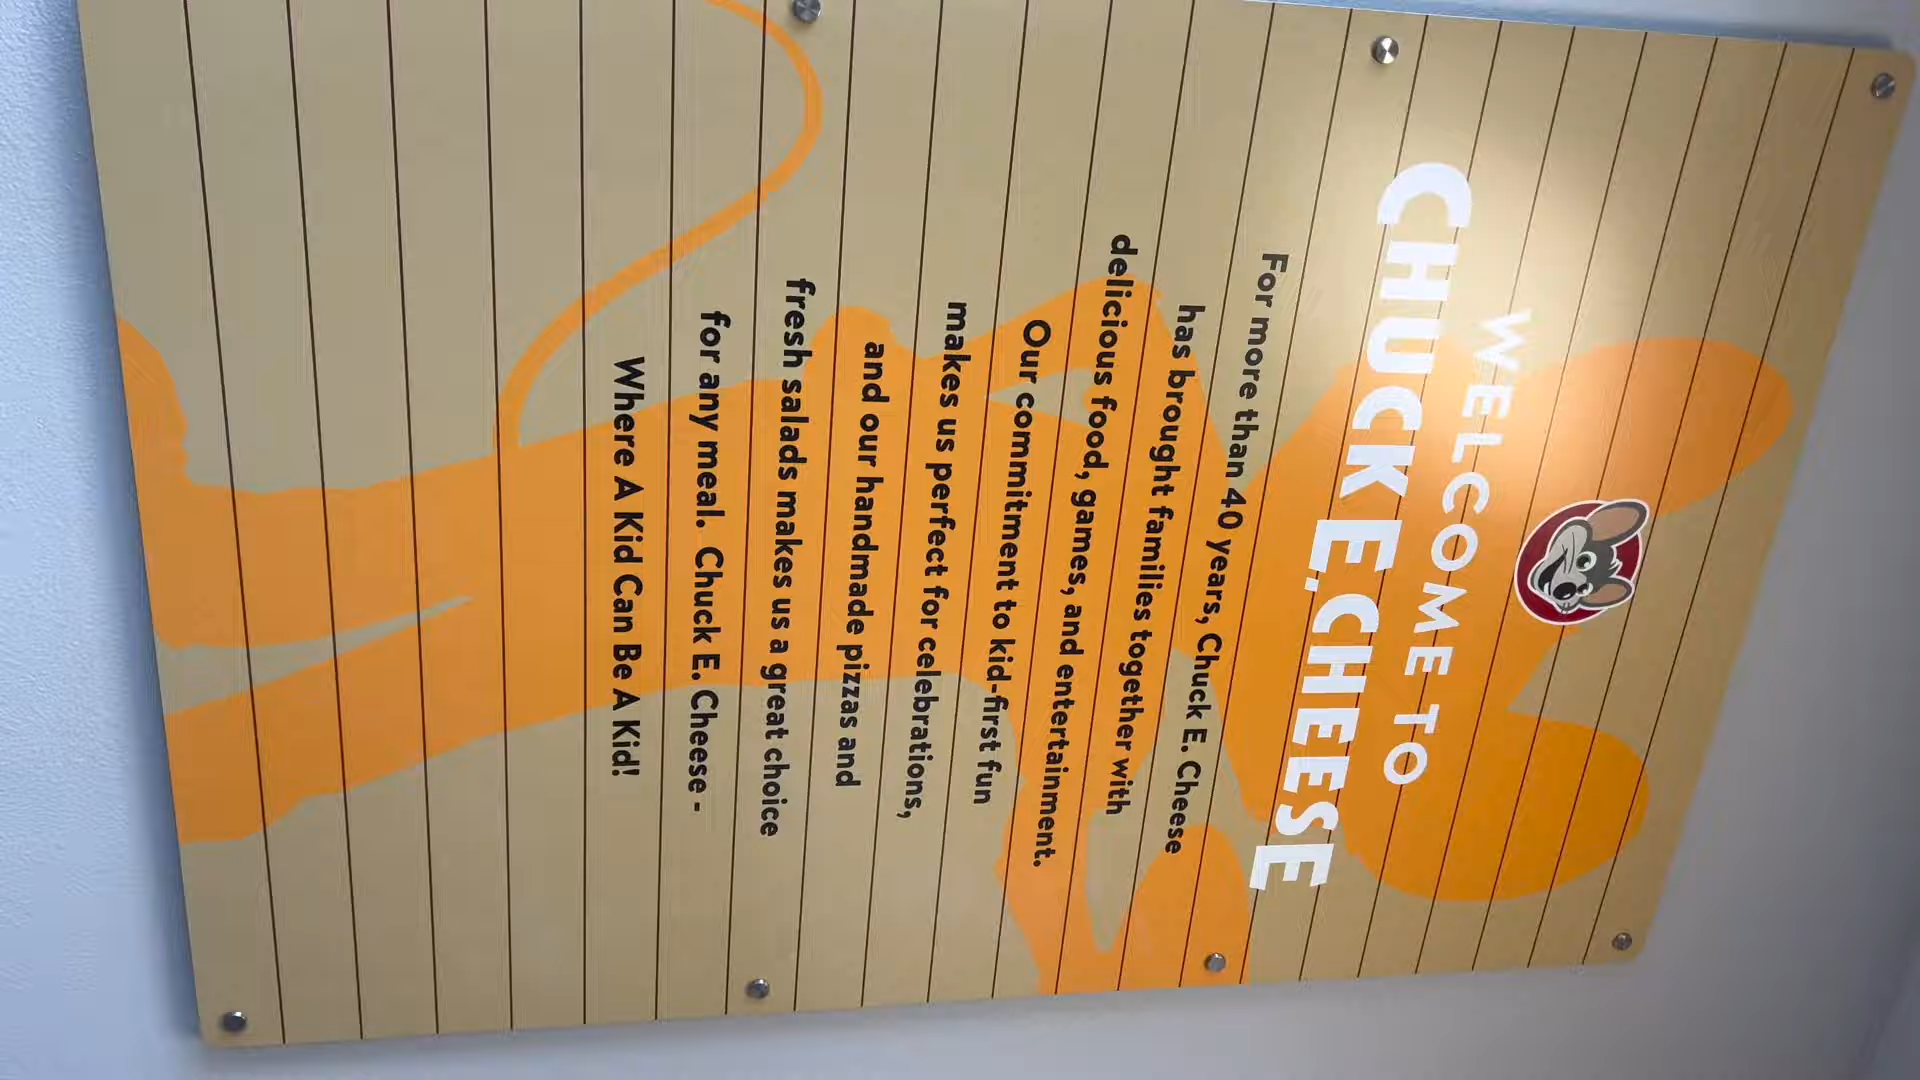 WELCOME TO
CHUCK E. CHEESE
For more than 40 years, Chuck E. Cheese
has brought families together with
delicious food, games, and entertainment.
Our commitment to kid-first fun
makes us perfect for celebrations,
and our handmade pizzas and
fresh salads makes us a great choice
for any meal. Chuck E. Cheese -
Where A Kid Can Be A Kid!